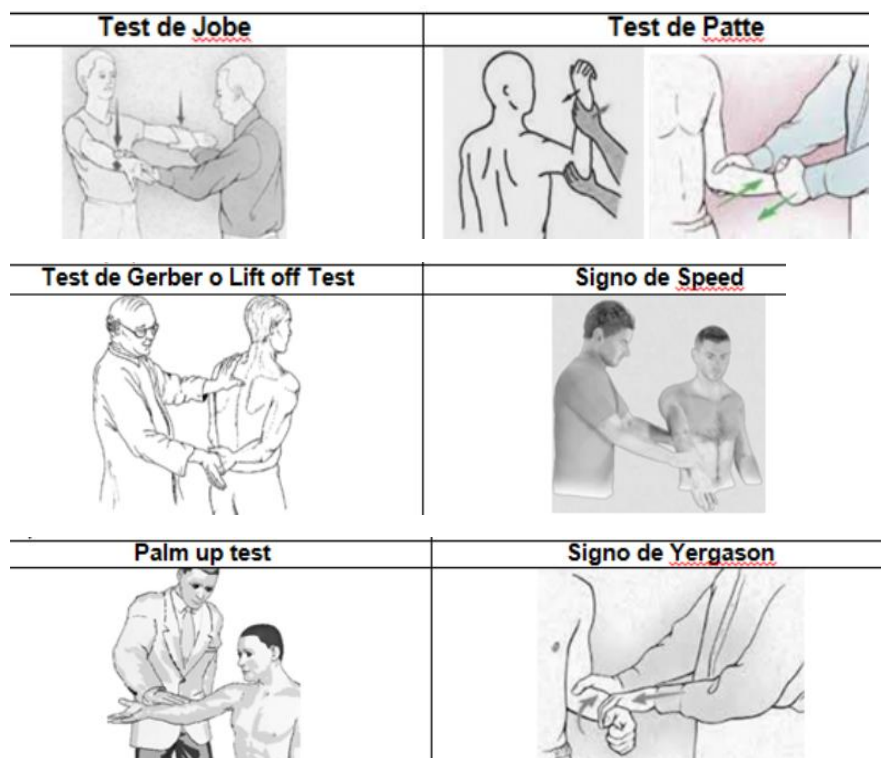 Test de Jobe
Test de Patte
Test de Gerber o Lift off Test
Signo de Speed
Palm up test
Signo de Yergason